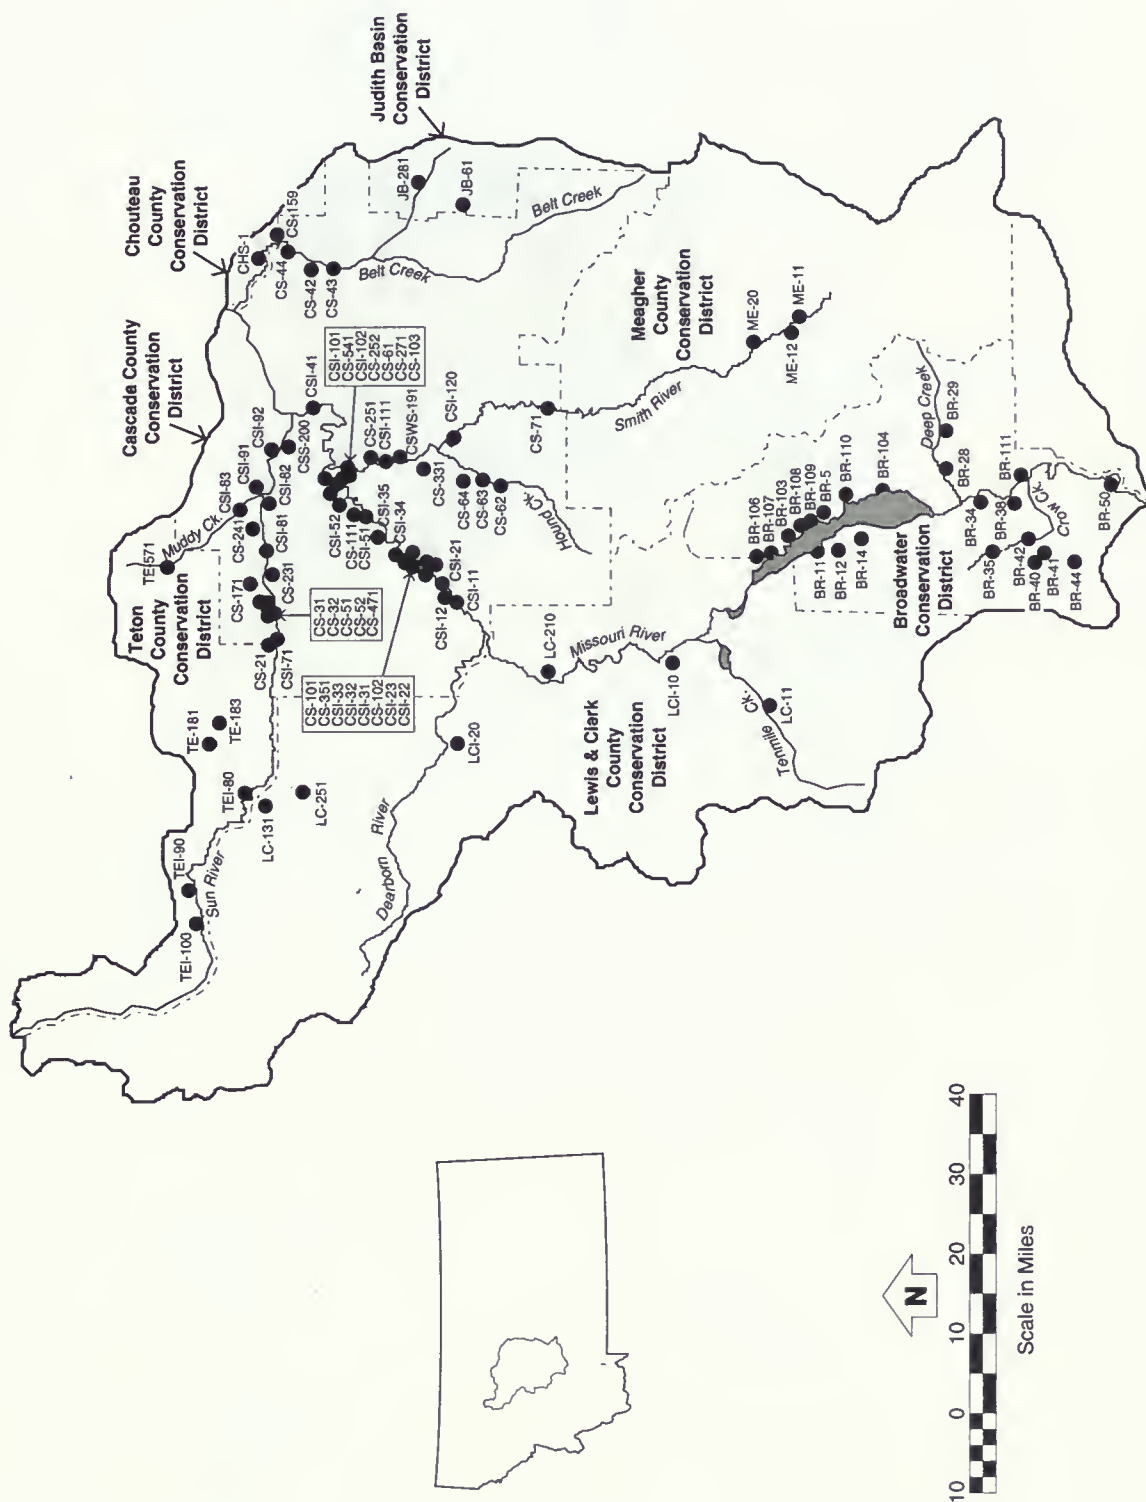 Cascada County
Conservation
District
Chouteau
County
Conservation
District
Judith Basin
Conservation
District
Teton
County
Conservation
District
Meagher
County
Conservation
District
Lewis & Clark
County
Conservation
District
Broadwater
Conservation
District
CHS-1
CS-159
CS-44
CS-42
CS-43
JB-281
JB-61
Belt Creek
Belt Creek
CSI-101
CS-541
CSI-102
CS-252
CS-61
CS-271
CS-103
CSI-41
CSI-92
CSS-200
CSI-91
CSI-82
CSI-83
Muddy Ck.
CS-241
CSI-81
TE-571
CS-171
CS-231
CS-31
CS-32
CS-51
CS-52
CS-471
CS-21
CSI-71
TE-181
TE-183
TEI-80
LC-131
LC-251
TEI-90
TEI-100
Sun River
CS-251
CSI-111
CSWS-191
CSI-120
CS-331
CS-64
CS-63
CS-62
Hound Ck.
CS-71
Smith River
ME-20
ME-12
ME-11
CSI-52
CS-111
CSI-51
CSI-35
CSI-34
CSI-21
CSI-11
CSI-12
CS-101
CS-351
CSI-33
CSI-32
CSI-31
CS-102
CSI-23
CSI-22
Dearborn
River
LCI-20
LC-210
Missouri River
LCI-10
LC-11
Tenmile
Ck.
BR-106
BR-107
BR-103
BR-108
BR-109
BR-5
BR-110
BR-104
BR-11
BR-12
BR-14
Deep Creek
BR-29
BR-28
BR-111
BR-34
BR-38
Crow Ck.
BR-50
BR-35
BR-42
BR-40
BR-41
BR-44
N
10 0 10 20 30 40
Scale in Miles